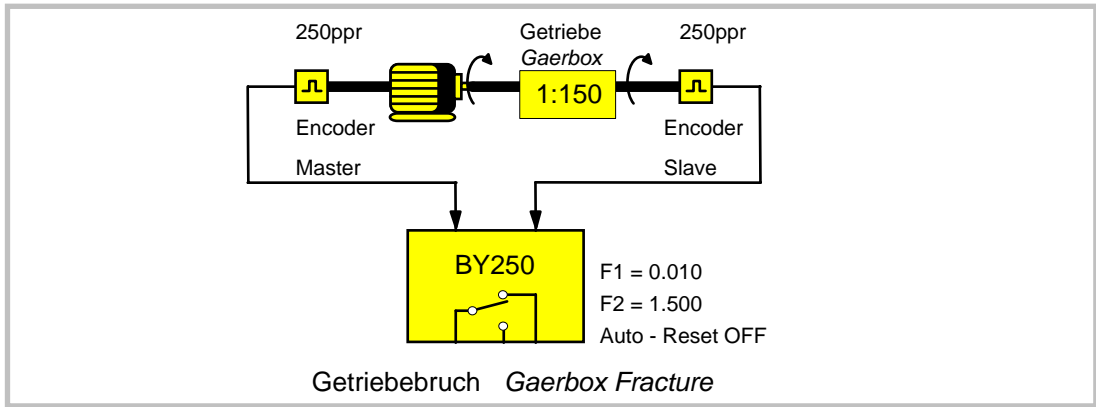 250ppr
Getriebe
Gaerbox
250ppr
1:150
Encoder
Encoder
Master
Slave
BY250
F1 = 0.010
F2 = 1.500
Auto - Reset OFF
Getriebebruch Gaerbox Fracture